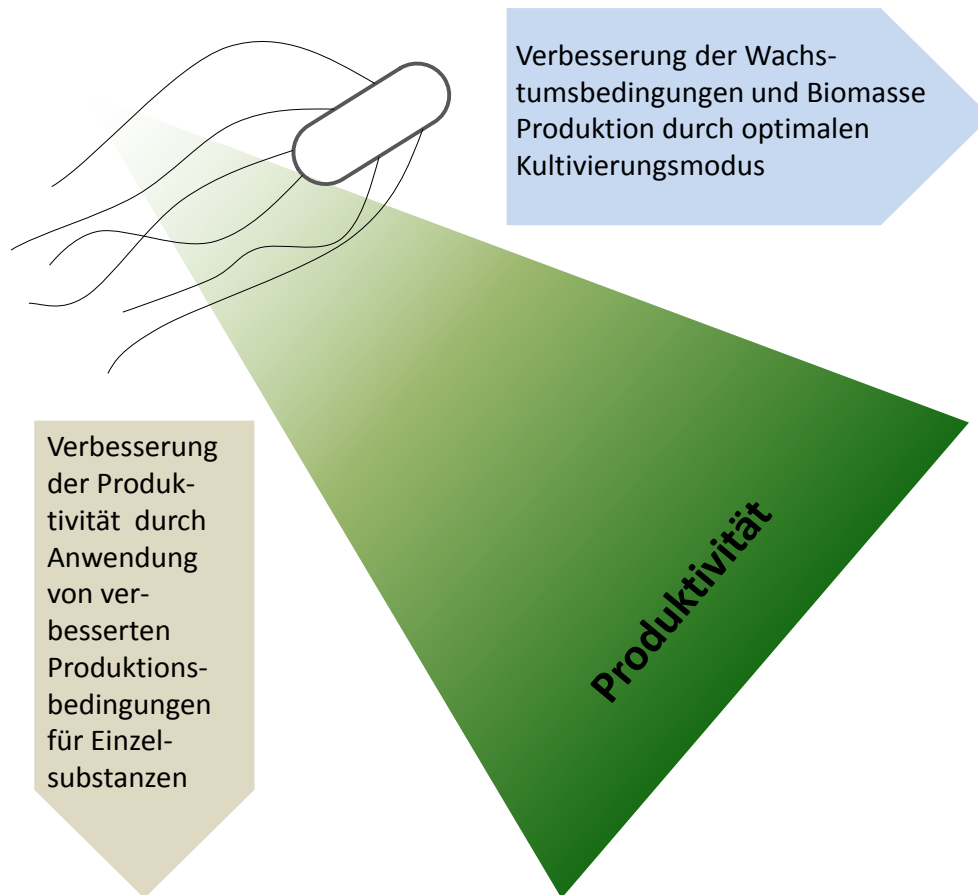 Verbesserung der Wachs-
tumsbedingungen und Biomasse
Produktion durch optimalen
Kultivierungsmodus
Verbesserung
der Produk-
tivität durch
Anwendung
von ver-
besserten
Produktions-
bedingungen
für Einzel-
substanzen
Produktivität